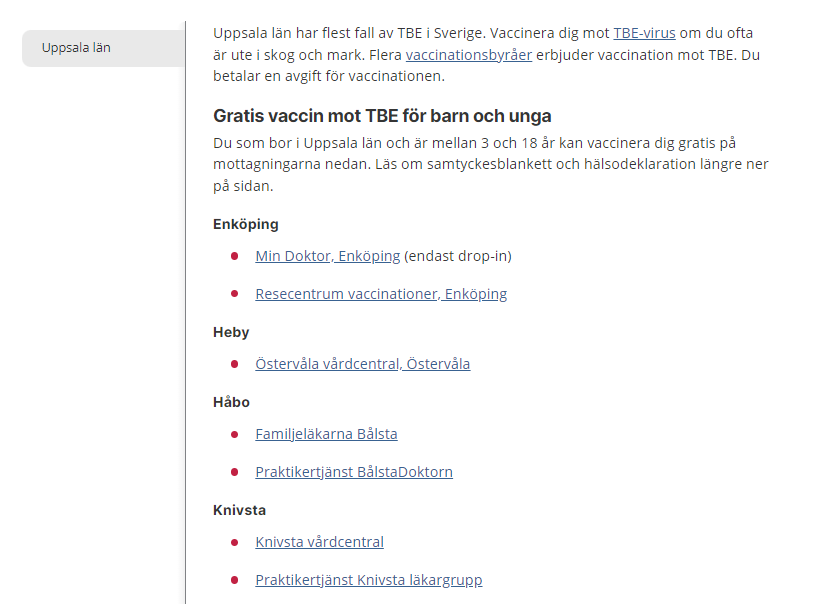 Uppsala län
Uppsala län har flest fall av TBE i Sverige. Vaccinera dig mot TBE-virus om du ofta
är ute i skog och mark. Flera vaccinationsbyråer erbjuder vaccination mot TBE. Du
betalar en avgift för vaccinationen.
Gratis vaccin mot TBE för barn och unga
Du som bor i Uppsala län och är mellan 3 och 18 år kan vaccinera dig gratis på
mottagningarna nedan. Läs om samtyckesblankett och hälsodeklaration längre ner
på sidan.
Enköping
Min Doktor, Enköping (endast drop-in)
Resecentrum vaccinationer, Enköping
Heby
Östervåla vårdcentral, Östervåla
Håbo
Familjeläkarna Bålsta
Praktikertjänst BålstaDoktorn
Knivsta
Knivsta vårdcentral
Praktikertjänst Knivsta läkargrupp